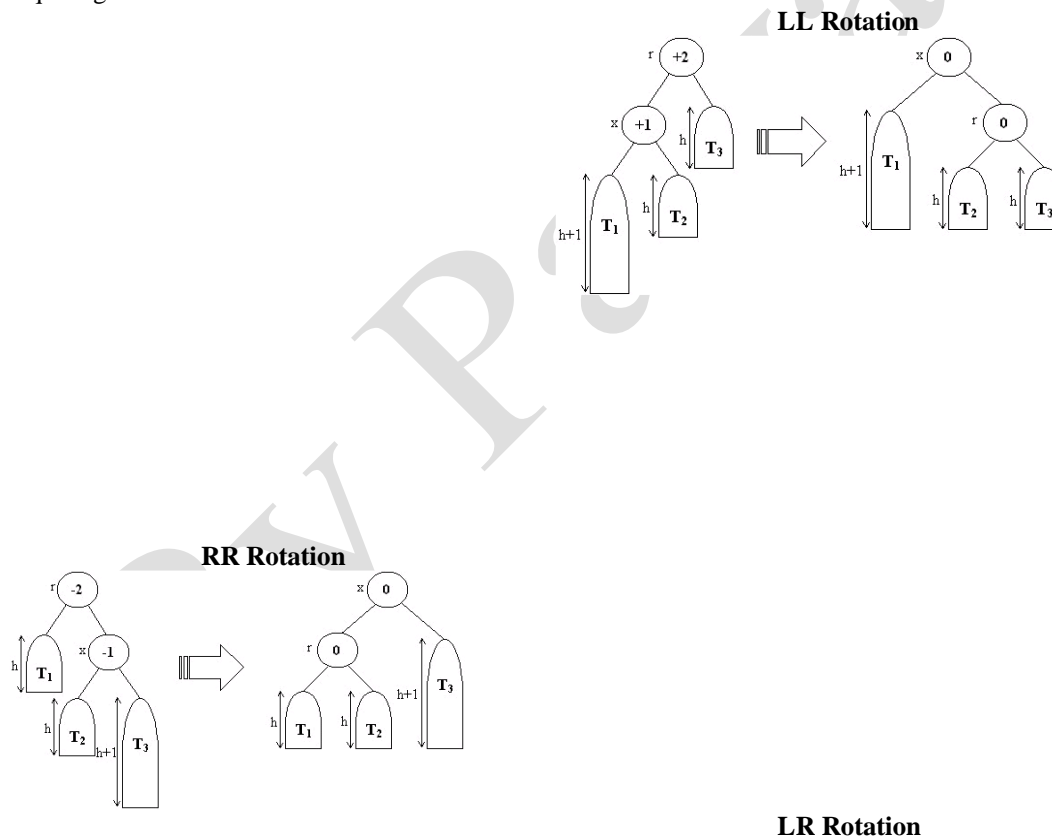 LL Rotation
r +2 x 0
x +1 h T3 r 0
h+1 T1 h T2 h+1 T1 h T2 h T3
RR Rotation
r -2 x 0
h T1 x -1 r 0
h T2 h+1 T3 h T1 h T2 h+1 T3
LR Rotation